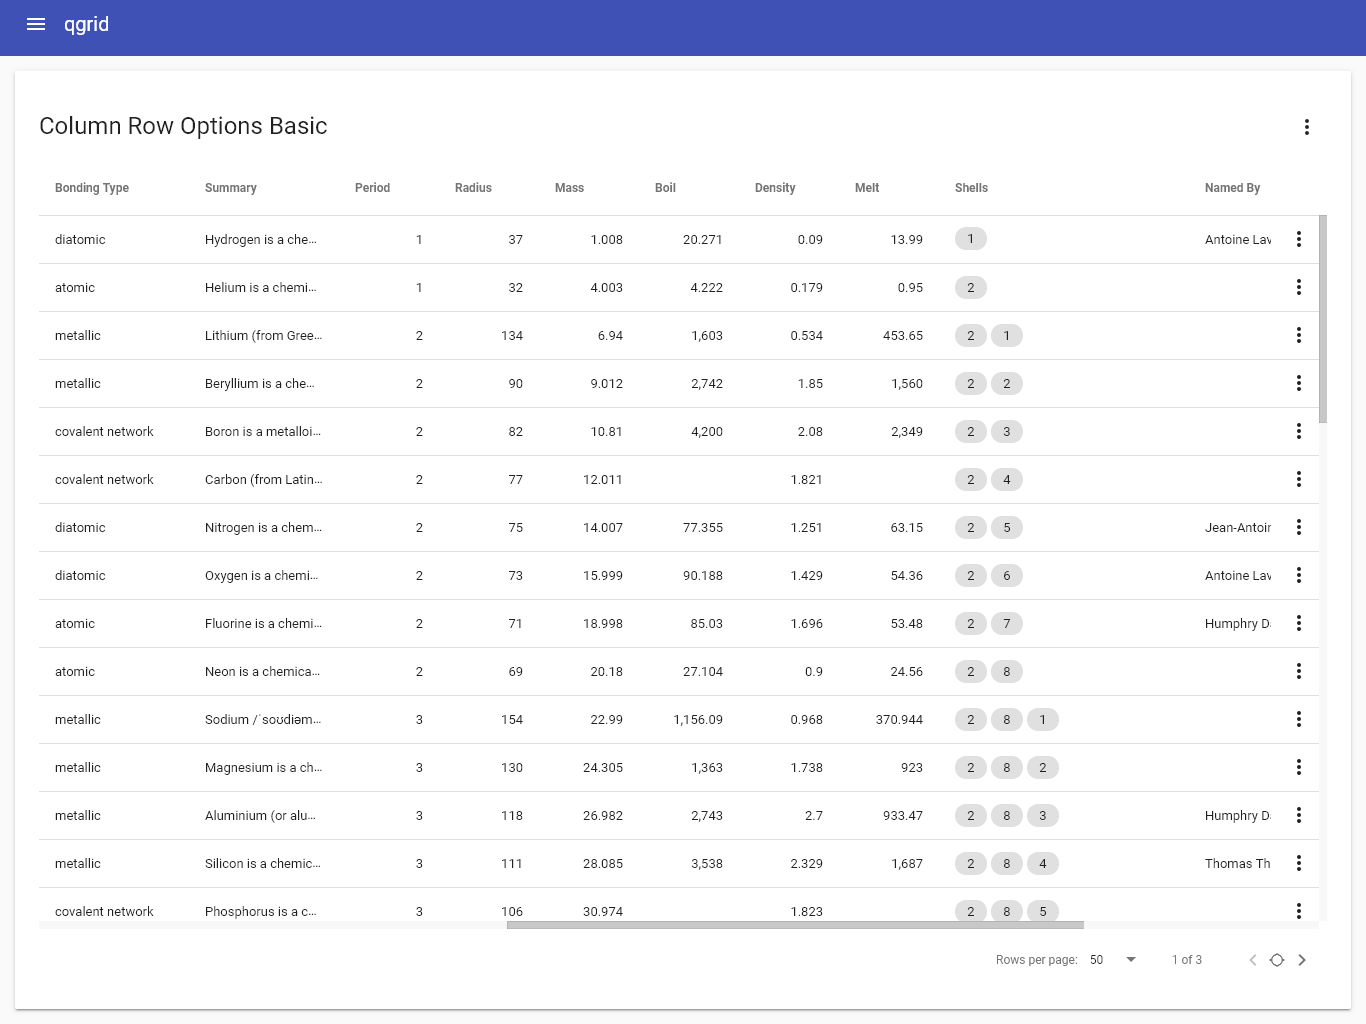 qgrid
Column Row Options Basic
Bonding Type Summary Period Radius Mass Boil Density Melt Shells Named By
diatomic Hydrogen is a che... 1 37 1.008 20.271 0.09 13.99 1 Antoine Lav
atomic Helium is a chemi... 1 32 4.003 4.222 0.179 0.95 2
metallic Lithium (from Gree... 2 134 6.94 1,603 0.534 453.65 2 1
metallic Beryllium is a che... 2 90 9.012 2,742 1.85 1,560 2 2
covalent network Boron is a metalloi... 2 82 10.81 4,200 2.08 2,349 2 3
covalent network Carbon (from Latin... 2 77 12.011 1.821 2 4
diatomic Nitrogen is a chem... 2 75 14.007 77.355 1.251 63.15 2 5 Jean-Antoin
diatomic Oxygen is a chemi... 2 73 15.999 90.188 1.429 54.36 2 6 Antoine Lav
atomic Fluorine is a chemi... 2 71 18.998 85.03 1.696 53.48 2 7 Humphry D
atomic Neon is a chemica... 2 69 20.18 27.104 0.9 24.56 2 8
metallic Sodium /ˈsoʊdiəm... 3 154 22.99 1,156.09 0.968 370.944 2 8 1
metallic Magnesium is a ch... 3 130 24.305 1,363 1.738 923 2 8 2
metallic Aluminium (or alu... 3 118 26.982 2,743 2.7 933.47 2 8 3 Humphry D
metallic Silicon is a chemic... 3 111 28.085 3,538 2.329 1,687 2 8 4 Thomas Th
covalent network Phosphorus is a c... 3 106 30.974 1.823 2 8 5
Rows per page: 50 1 of 3